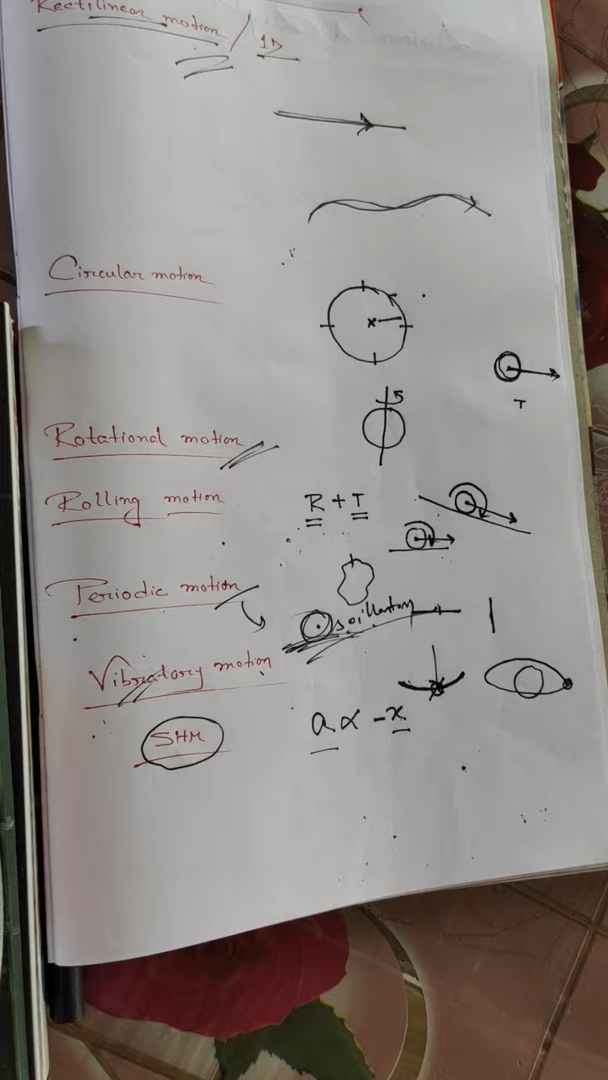 Rectilinear motion / 1D
Circular motion
T
Rotational motion
Rolling motion R + T
Periodic motion
Oscillatory
Vibratory motion
SHM a ∝ -x